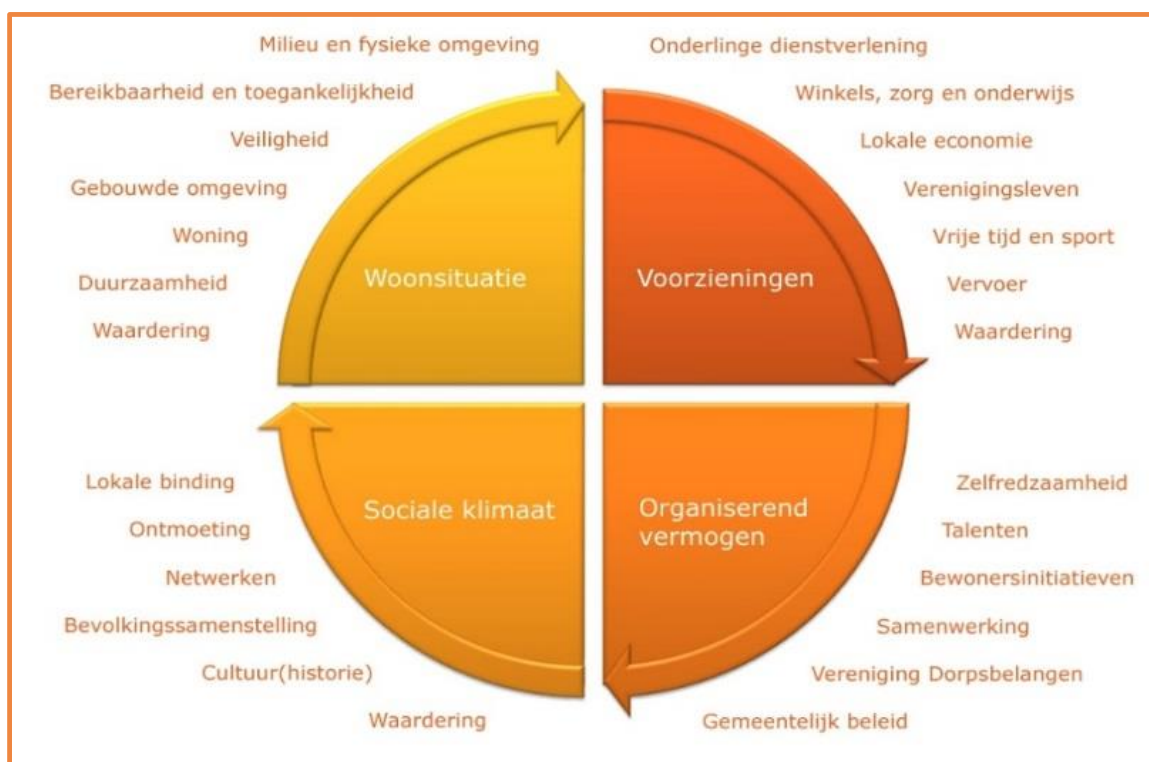 Milieu en fysieke omgeving
Bereikbaarheid en toegankelijkheid
Veiligheid
Gebouwde omgeving
Woning
Duurzaamheid
Waardering
Woonsituatie
Onderlinge dienstverlening
Winkels, zorg en onderwijs
Lokale economie
Verenigingsleven
Vrije tijd en sport
Vervoer
Waardering
Voorzieningen
Lokale binding
Ontmoeting
Netwerken
Bevolkingssamenstelling
Cultuur(historie)
Waardering
Sociale klimaat
Organiserend
vermogen
Zelfredzaamheid
Talenten
Bewonersinitiatieven
Samenwerking
Vereniging Dorpsbelangen
Gemeentelijk beleid